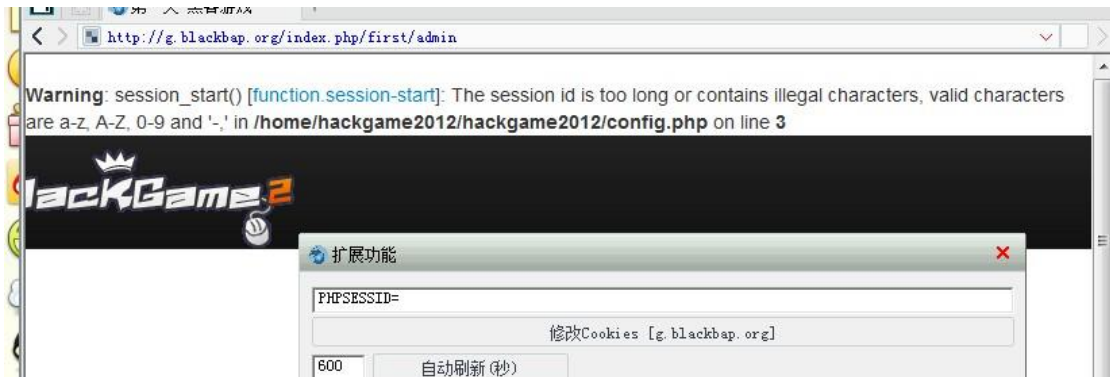 http://g.blackbap.org/index.php/first/admin
Warning: session_start() [function.session-start]: The session id is too long or contains illegal characters, valid characters
are a-z, A-Z, 0-9 and '-,' in /home/hackgame2012/hackgame2012/config.php on line 3
HackGame 2
扩展功能
PHPSESSID=
修改Cookies [g.blackbap.org]
600 自动刷新(秒)